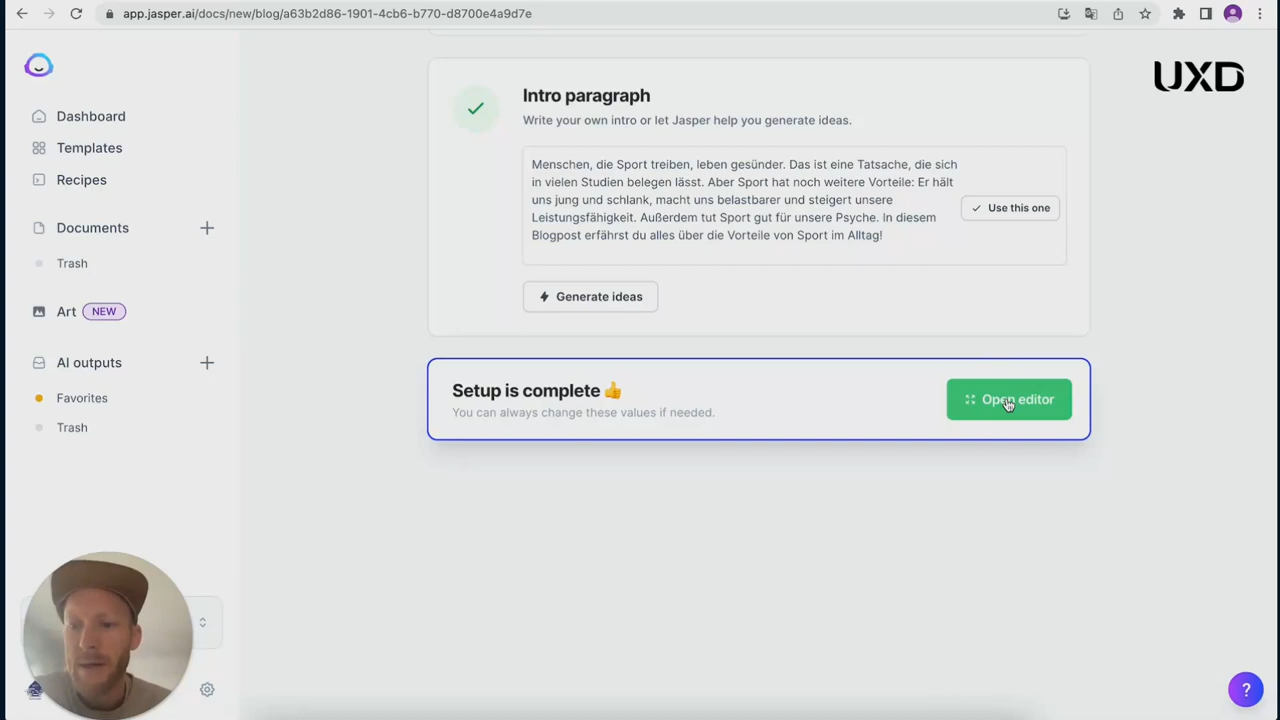 app.jasper.ai/docs/new/blog/a63b2d86-1901-4cb6-b770-d8700e4a9d7e
UXD
Dashboard
Templates
Recipes
Documents
Trash
Art NEW
AI outputs
Favorites
Trash
Intro paragraph
Write your own intro or let Jasper help you generate ideas.
Menschen, die Sport treiben, leben gesünder. Das ist eine Tatsache, die sich
in vielen Studien belegen lässt. Aber Sport hat noch weitere Vorteile: Er hält
uns jung und schlank, macht uns belastbarer und steigert unsere
Leistungsfähigkeit. Außerdem tut Sport gut für unsere Psyche. In diesem
Blogpost erfährst du alles über die Vorteile von Sport im Alltag!
Use this one
Generate ideas
Setup is complete 👍
You can always change these values if needed.
Open editor
?